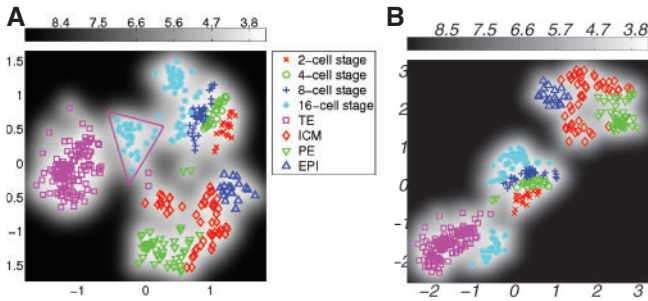 A
8.4 7.5 6.6 5.6 4.7 3.8
1.5
1
0.5
0
0.5
-1
1.5
-1 0 1
2-cell stage
4-cell stage
8-cell stage
16-cell stage
TE
ICM
PE
EPI
B
8.5 7.5 6.6 5.7 4.7 3.8
3
2
1
0
-1
-2
-2 -1 0 1 2 3